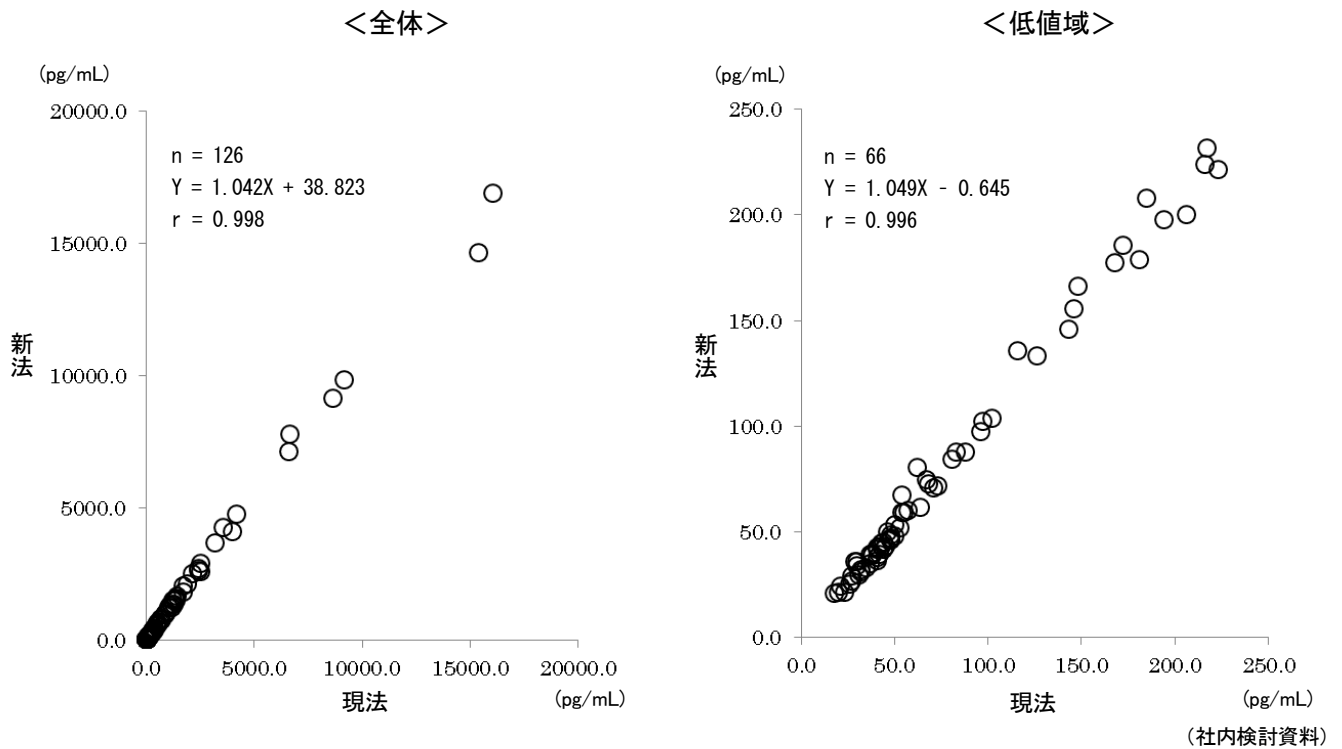 ＜全体＞
(pg/mL)
20000.0
15000.0
10000.0
5000.0
0.0
n = 126
Y = 1.042X + 38.823
r = 0.998
新法
0.0 5000.0 10000.0 15000.0 20000.0
現法
(pg/mL)
＜低値域＞
(pg/mL)
250.0
200.0
150.0
100.0
50.0
0.0
n = 66
Y = 1.049X - 0.645
r = 0.996
新法
0.0 50.0 100.0 150.0 200.0 250.0
現法
(pg/mL)
（社内検討資料）